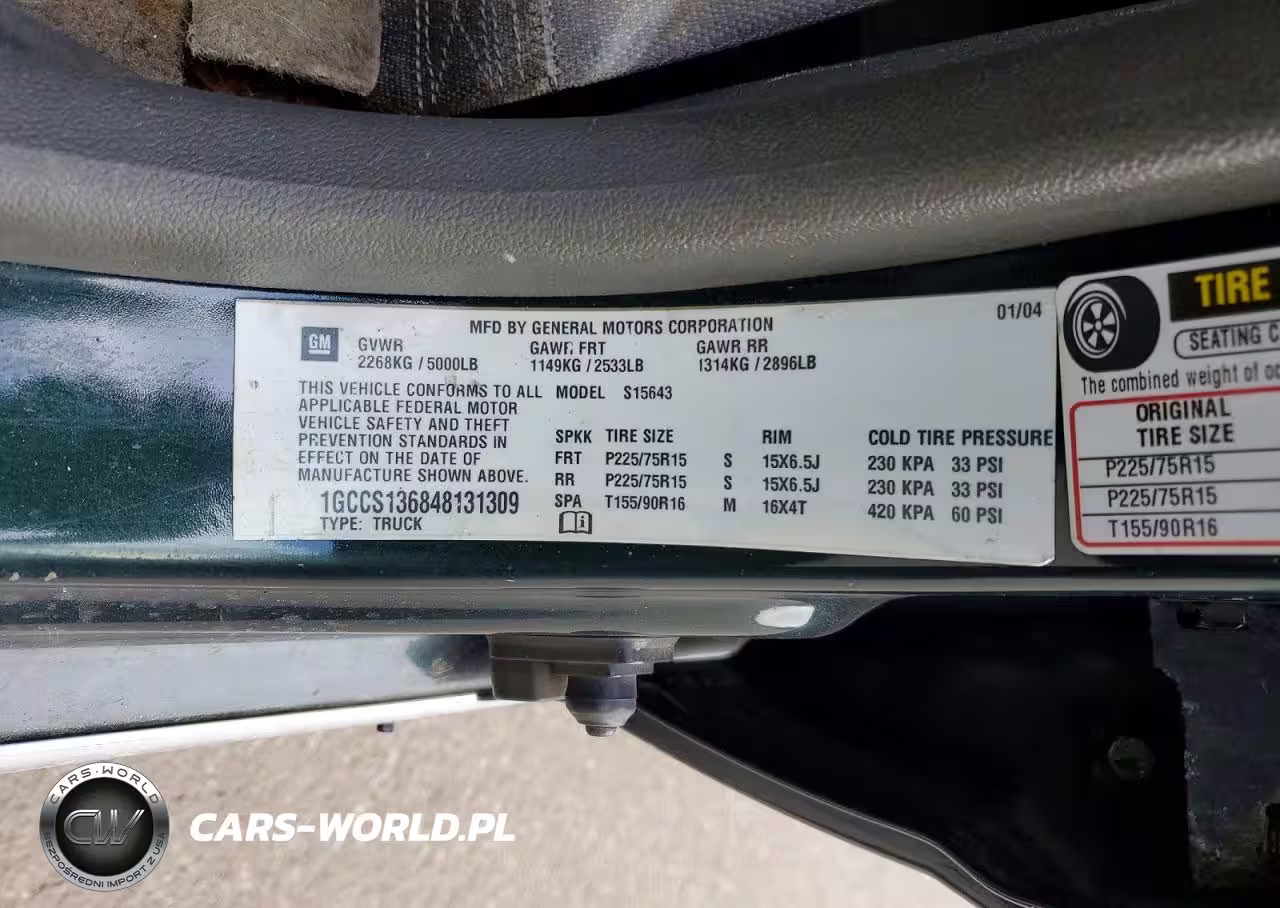 MFD BY GENERAL MOTORS CORPORATION 01/04
GM
GVWR GAWR FRT GAWR RR
2268KG / 5000LB 1149KG / 2533LB 1314KG / 2896LB
THIS VEHICLE CONFORMS TO ALL MODEL S15643
APPLICABLE FEDERAL MOTOR
VEHICLE SAFETY AND THEFT
PREVENTION STANDARDS IN
EFFECT ON THE DATE OF
MANUFACTURE SHOWN ABOVE.
SPKK TIRE SIZE RIM COLD TIRE PRESSURE
FRT P225/75R15 S 15X6.5J 230 KPA 33 PSI
RR P225/75R15 S 15X6.5J 230 KPA 33 PSI
SPA T155/90R16 M 16X4T 420 KPA 60 PSI
1GCCS136848131309
TYPE: TRUCK
TIRE
SEATING C
The combined weight of oc
ORIGINAL
TIRE SIZE
P225/75R15
P225/75R15
T155/90R16
CARS-WORLD
CW
BEZPOŚREDNI IMPORT Z USA
CARS-WORLD.PL